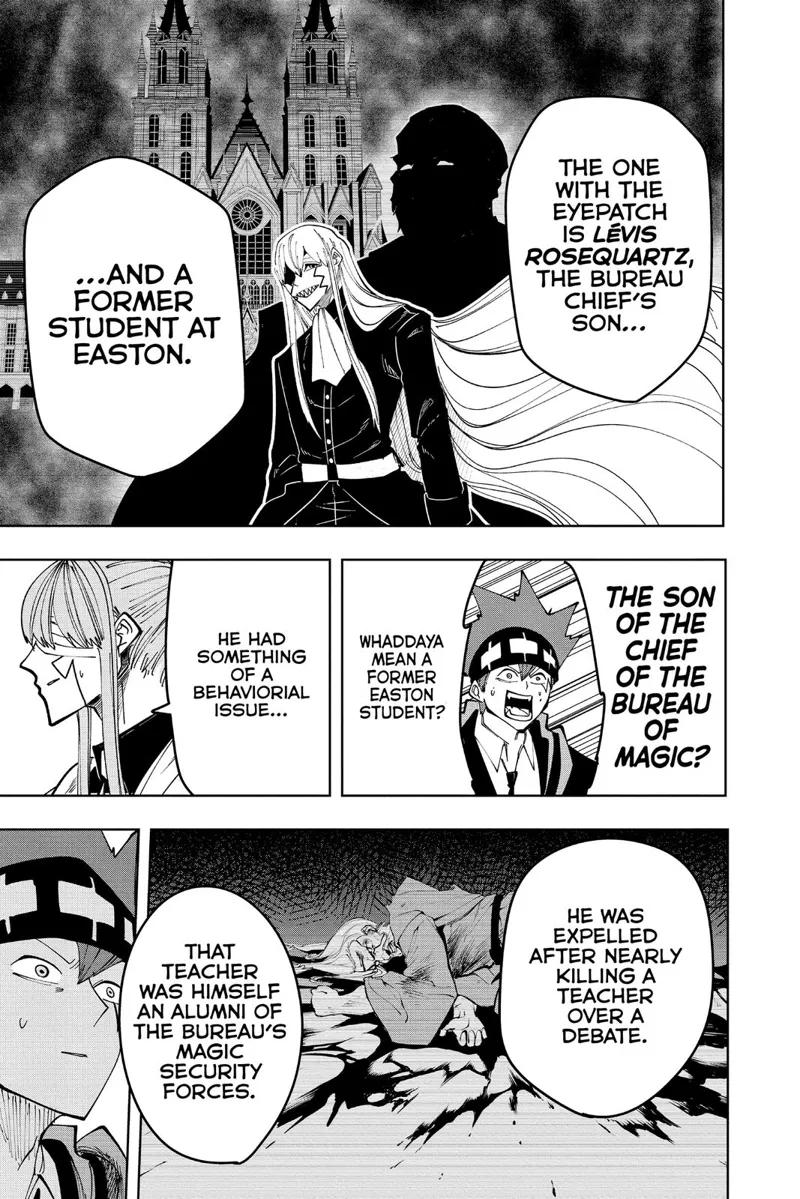 THE ONE
WITH THE
EYEPATCH
IS LÉVIS
ROSEQUARTZ,
THE BUREAU
CHIEF'S
SON...
...AND A
FORMER
STUDENT AT
EASTON.
THE SON
OF THE
CHIEF
OF THE
BUREAU
OF
MAGIC?
WHADDAYA
MEAN A
FORMER
EASTON
STUDENT?
HE HAD
SOMETHING
OF A
BEHAVIORIAL
ISSUE...
HE WAS
EXPELLED
AFTER NEARLY
KILLING A
TEACHER
OVER A
DEBATE.
THAT
TEACHER
WAS HIMSELF
AN ALUMNI OF
THE BUREAU'S
MAGIC
SECURITY
FORCES.